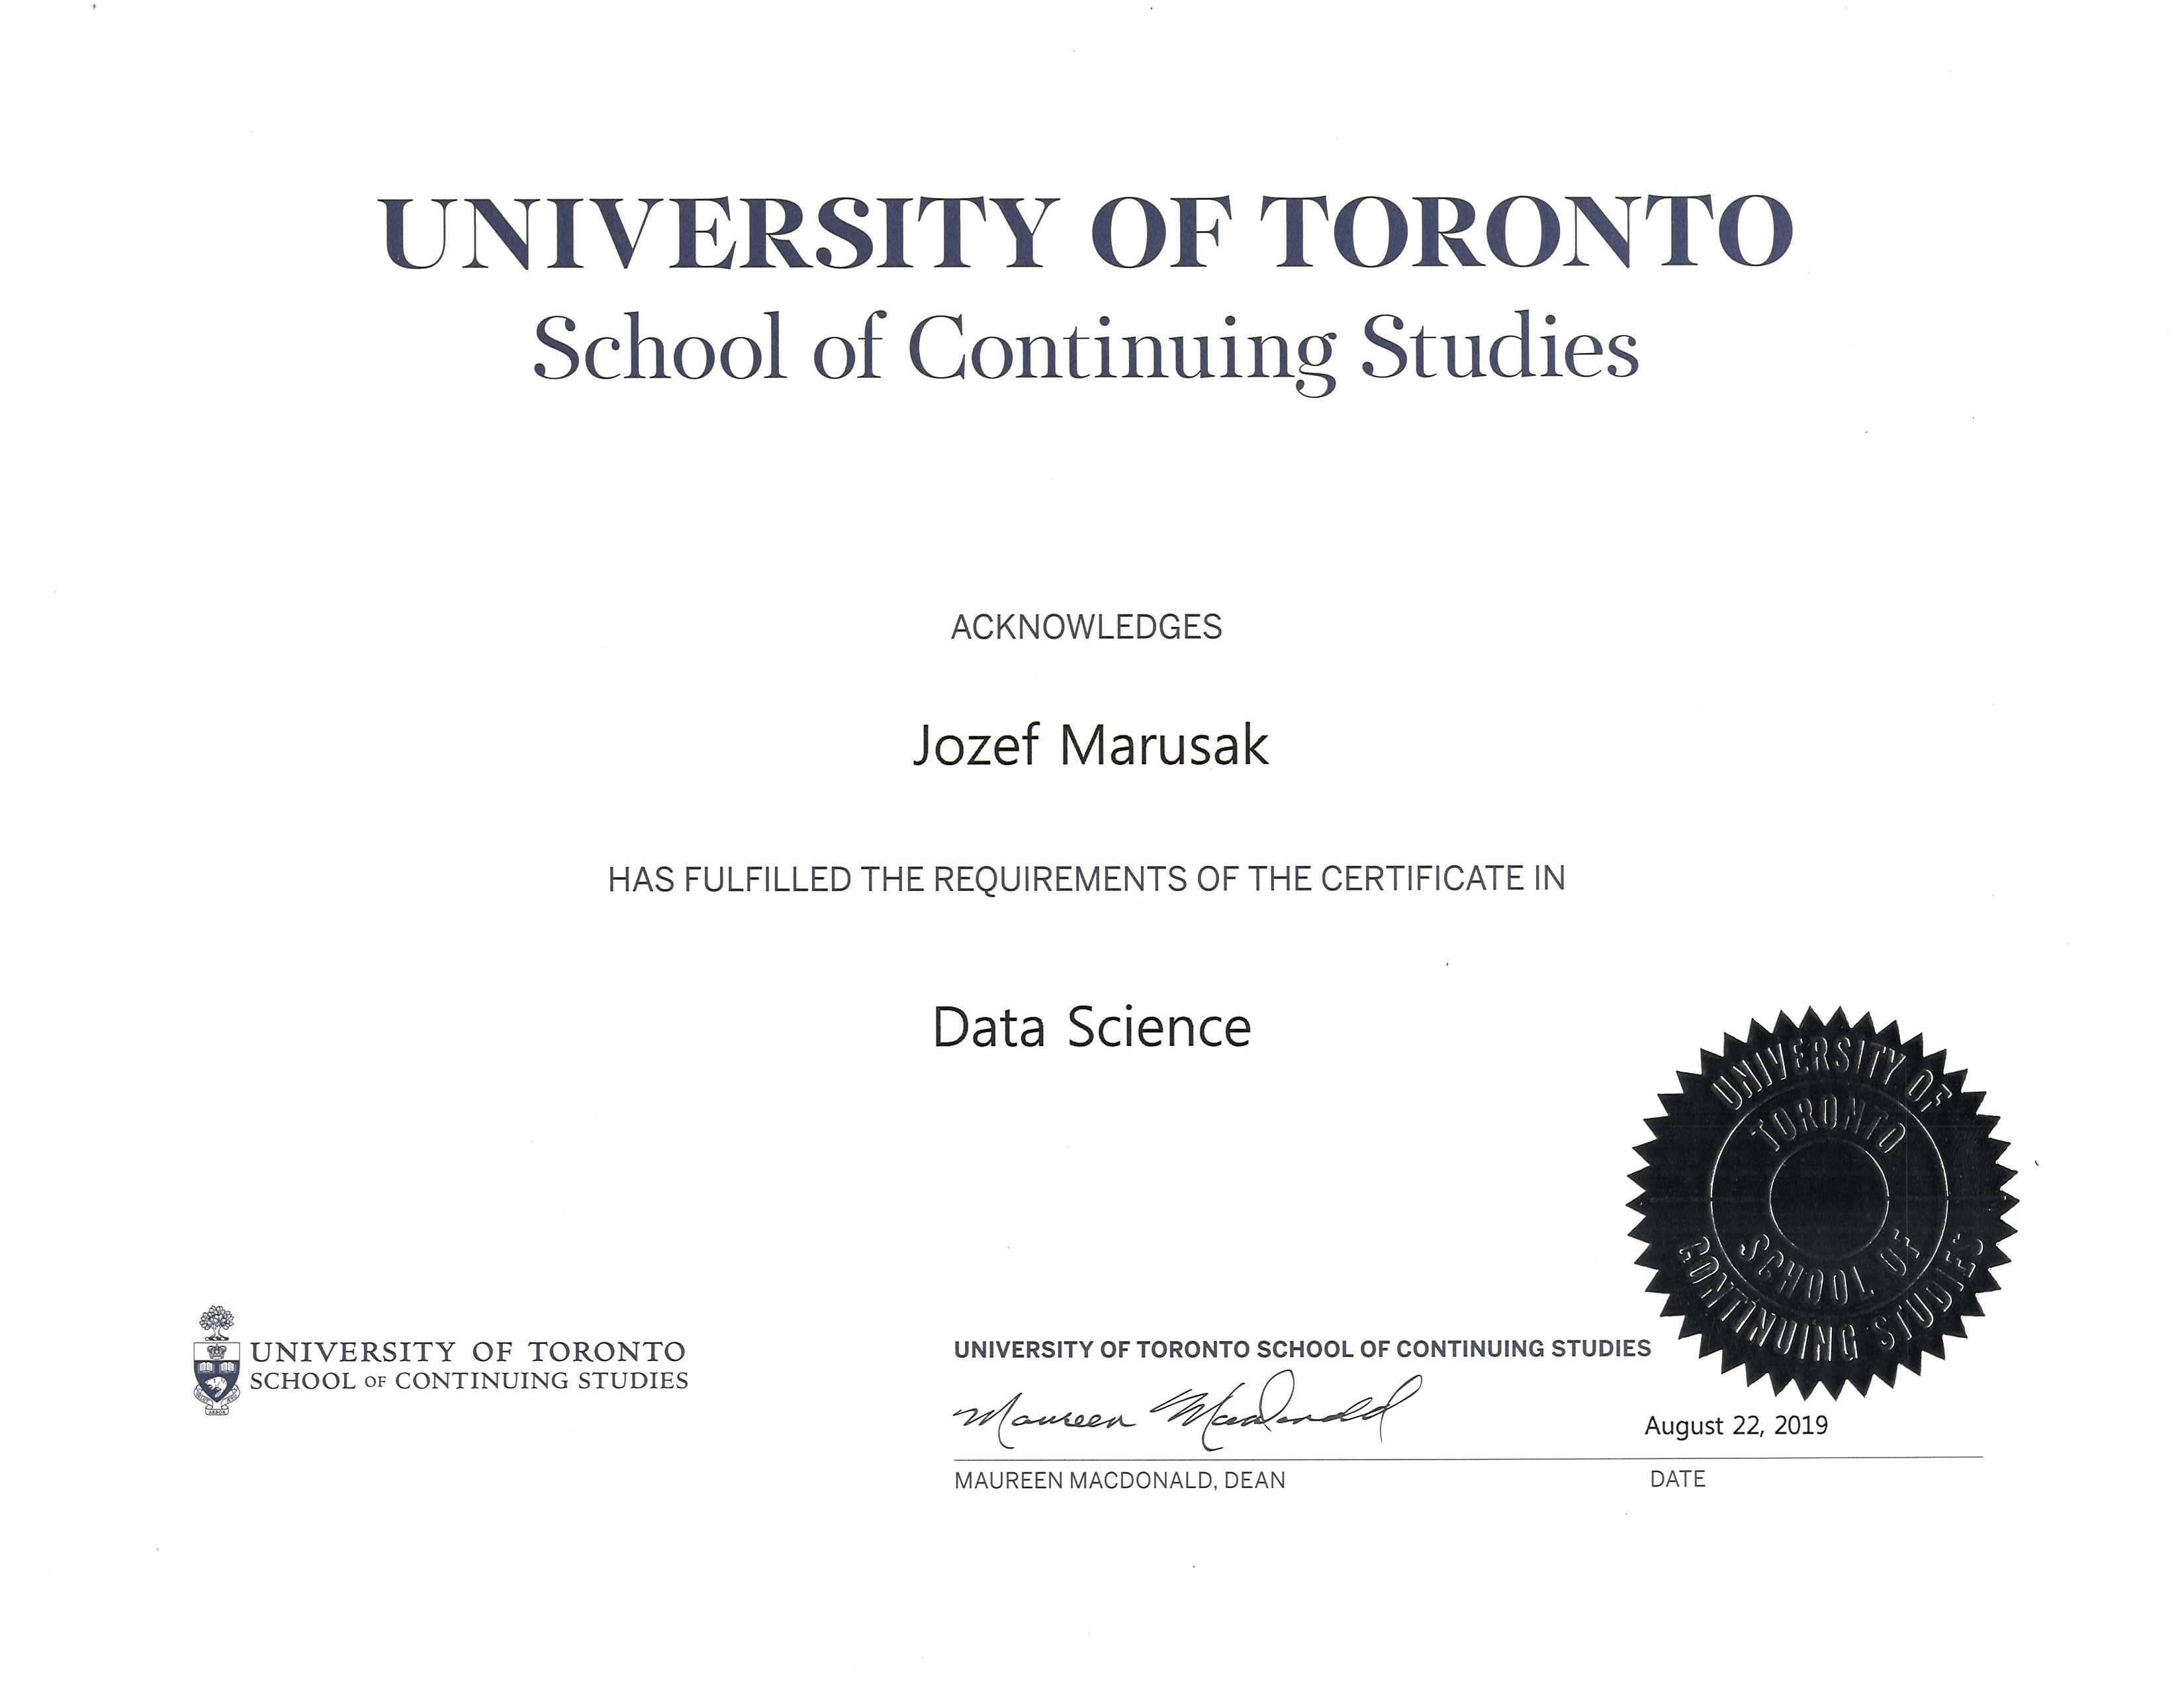 UNIVERSITY OF TORONTO
School of Continuing Studies
ACKNOWLEDGES
Jozef Marusak
HAS FULFILLED THE REQUIREMENTS OF THE CERTIFICATE IN
Data Science
UNIVERSITY OF
TORONTO
SCHOOL OF
CONTINUING STUDIES
UNIVERSITY OF TORONTO
SCHOOL OF CONTINUING STUDIES
UNIVERSITY OF TORONTO SCHOOL OF CONTINUING STUDIES
Maureen MacDonald
August 22, 2019
MAUREEN MACDONALD, DEAN
DATE